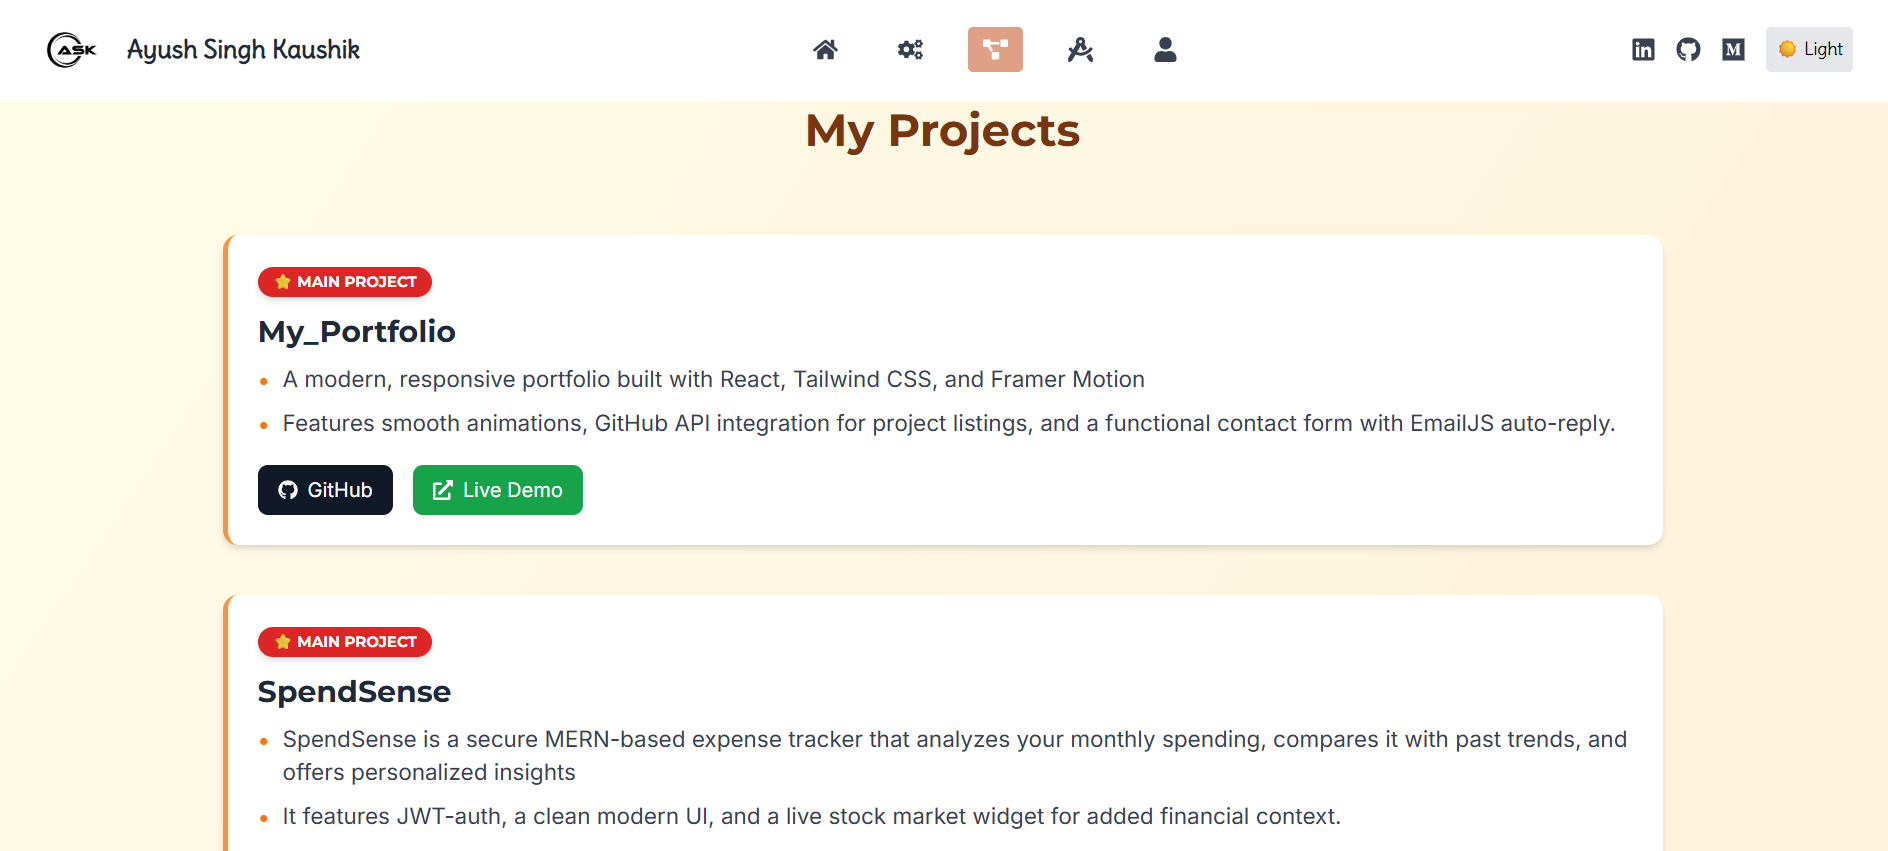 ASK
Ayush Singh Kaushik
M
Light
My Projects
MAIN PROJECT
My_Portfolio
A modern, responsive portfolio built with React, Tailwind CSS, and Framer Motion
Features smooth animations, GitHub API integration for project listings, and a functional contact form with EmailJS auto-reply.
GitHub
Live Demo
MAIN PROJECT
SpendSense
SpendSense is a secure MERN-based expense tracker that analyzes your monthly spending, compares it with past trends, and
offers personalized insights
It features JWT-auth, a clean modern UI, and a live stock market widget for added financial context.